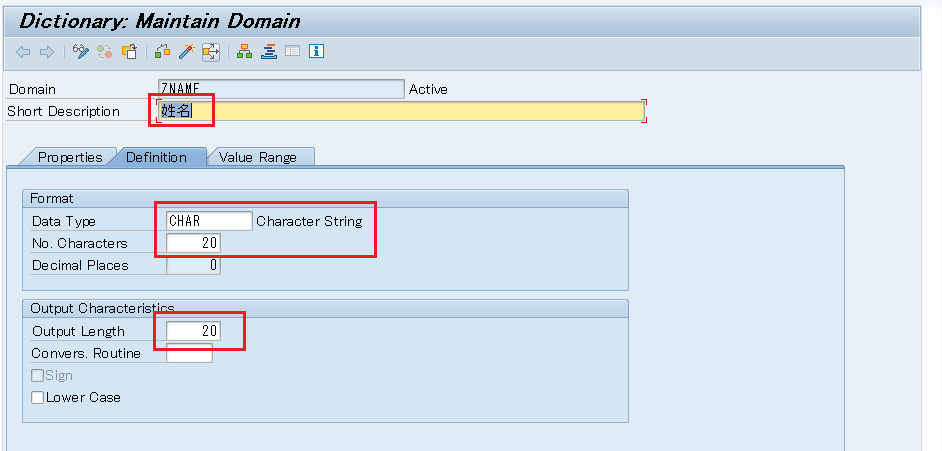 Dictionary: Maintain Domain
Domain ZNAME Active
Short Description 姓名
Properties Definition Value Range
Format
Data Type CHAR Character String
No. Characters 20
Decimal Places 0
Output Characteristics
Output Length 20
Convers. Routine
Sign
Lower Case